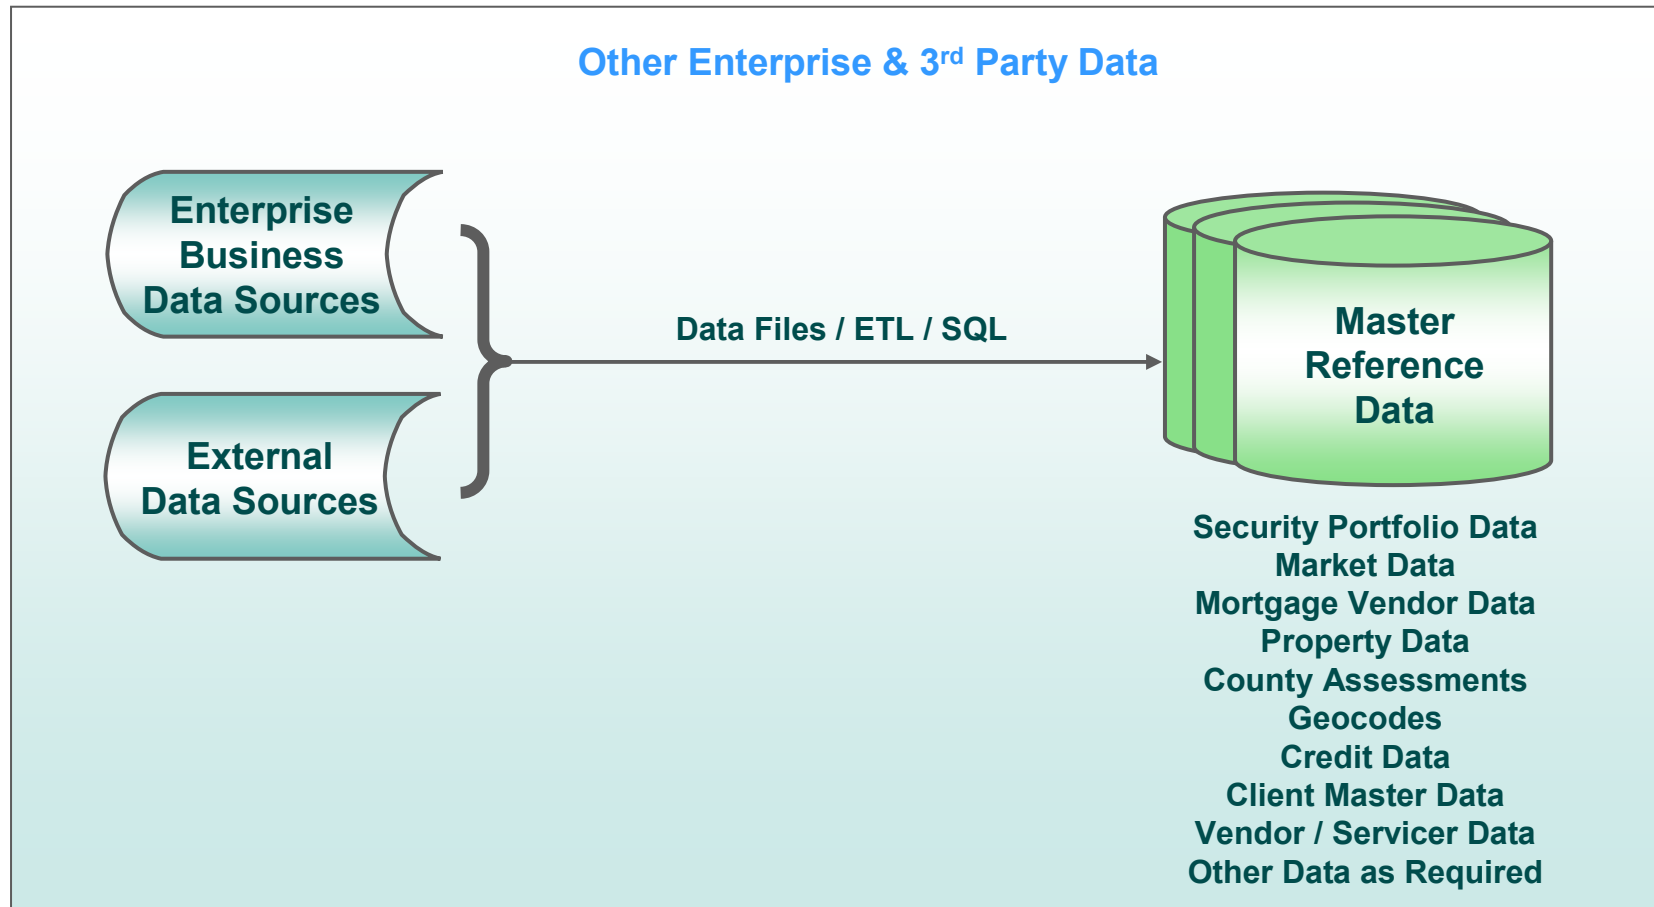 Other Enterprise & 3rd Party Data
Enterprise
Business
Data Sources
External
Data Sources
Data Files / ETL / SQL
Master
Reference
Data
Security Portfolio Data
Market Data
Mortgage Vendor Data
Property Data
County Assessments
Geocodes
Credit Data
Client Master Data
Vendor / Servicer Data
Other Data as Required